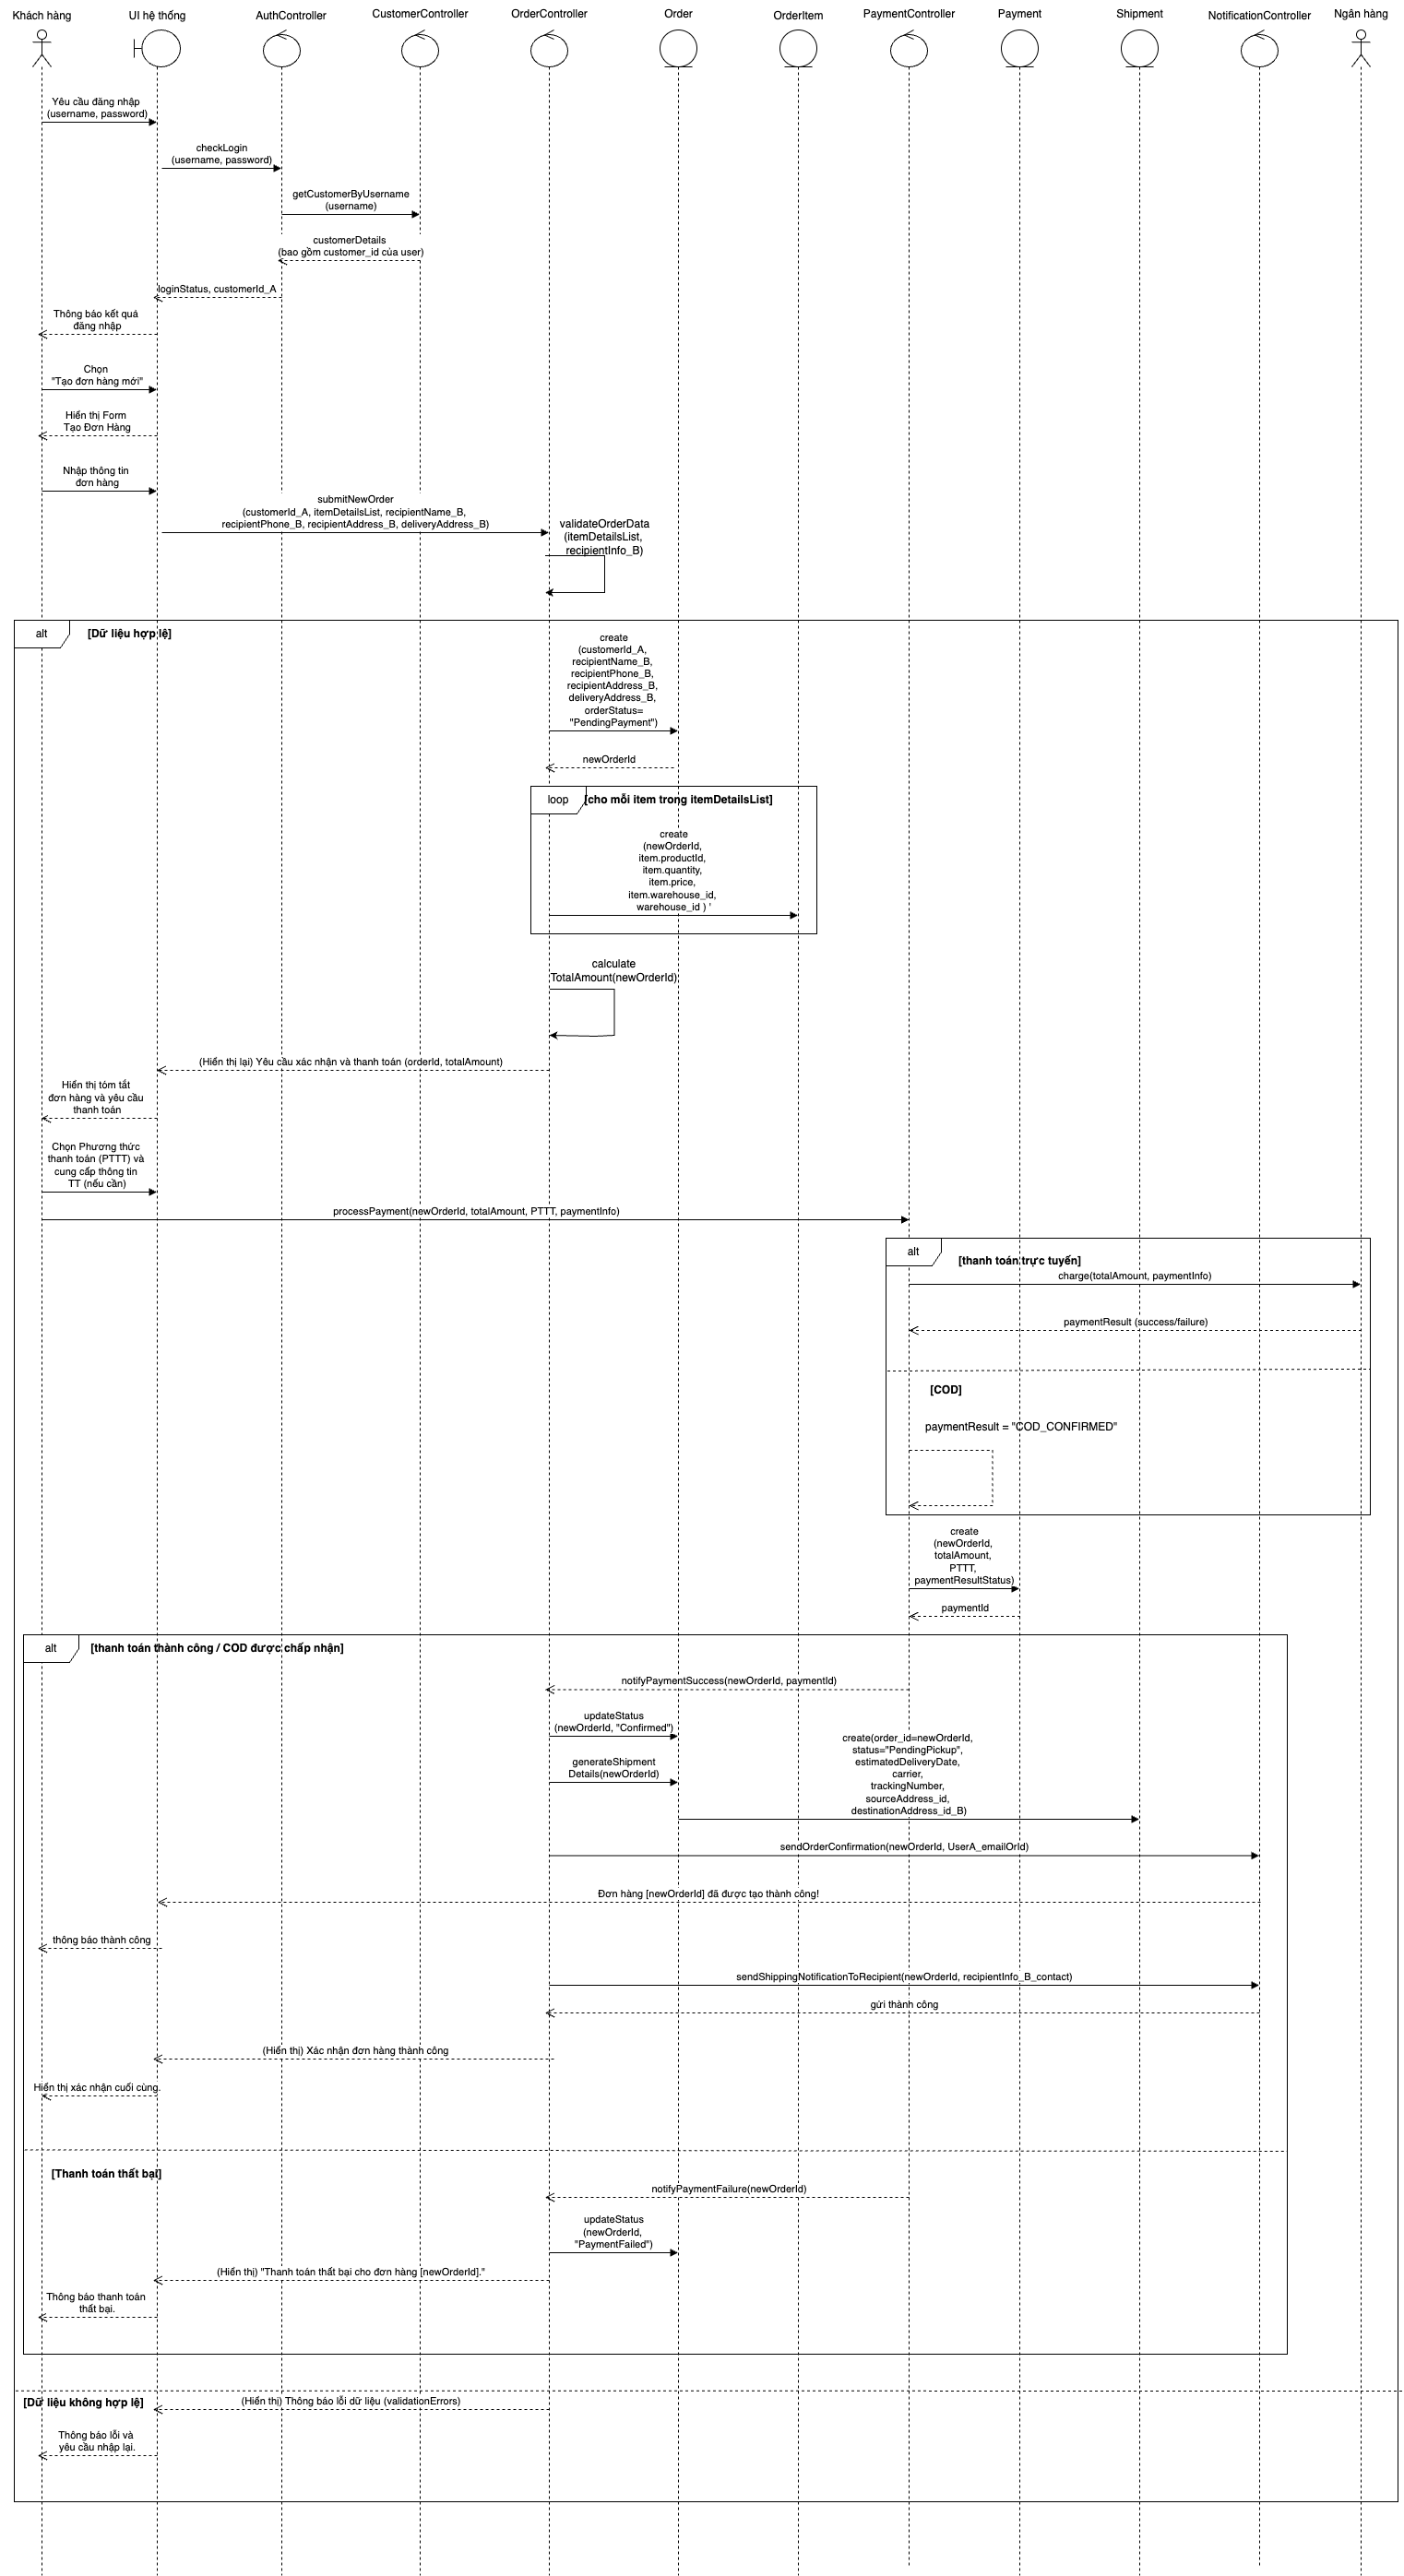 Khách hàng
UI hệ thống
AuthController
CustomerController
OrderController
Order
OrderItem
PaymentController
Payment
Shipment
NotificationController
Ngân hàng
Yêu cầu đăng nhập
(username, password)
checkLogin
(username, password)
getCustomerByUsername
(username)
customerDetails
(bao gồm customer_id của user)
loginStatus, customerId_A
Thông báo kết quả
đăng nhập
Chọn
"Tạo đơn hàng mới"
Hiển thị Form
Tạo Đơn Hàng
Nhập thông tin
đơn hàng
submitNewOrder
(customerId_A, itemDetailsList, recipientName_B,
recipientPhone_B, recipientAddress_B, deliveryAddress_B)
validateOrderData
(itemDetailsList,
recipientInfo_B)
alt
[Dữ liệu hợp lệ]
create
(customerId_A,
recipientName_B,
recipientPhone_B,
recipientAddress_B,
deliveryAddress_B,
orderStatus=
"PendingPayment")
newOrderId
loop
[cho mỗi item trong itemDetailsList]
create
(newOrderId,
item.productId,
item.quantity,
item.price,
item.warehouse_id,
warehouse_id ) '
calculate
TotalAmount(newOrderId)
(Hiển thị lại) Yêu cầu xác nhận và thanh toán (orderId, totalAmount)
Hiển thị tóm tắt
đơn hàng và yêu cầu
thanh toán
Chọn Phương thức
thanh toán (PTTT) và
cung cấp thông tin
TT (nếu cần)
processPayment(newOrderId, totalAmount, PTTT, paymentInfo)
alt
[thanh toán trực tuyến]
charge(totalAmount, paymentInfo)
paymentResult (success/failure)
[COD]
paymentResult = "COD_CONFIRMED"
create
(newOrderId,
totalAmount,
PTTT,
paymentResultStatus)
paymentId
alt
[thanh toán thành công / COD được chấp nhận]
notifyPaymentSuccess(newOrderId, paymentId)
updateStatus
(newOrderId, "Confirmed")
generateShipment
Details(newOrderId)
create(order_id=newOrderId,
status="PendingPickup",
estimatedDeliveryDate,
carrier,
trackingNumber,
sourceAddress_id,
destinationAddress_id_B)
sendOrderConfirmation(newOrderId, UserA_emailOrId)
Đơn hàng [newOrderId] đã được tạo thành công!
thông báo thành công
sendShippingNotificationToRecipient(newOrderId, recipientInfo_B_contact)
gửi thành công
(Hiển thị) Xác nhận đơn hàng thành công
Hiển thị xác nhận cuối cùng.
[Thanh toán thất bại]
notifyPaymentFailure(newOrderId)
updateStatus
(newOrderId,
"PaymentFailed")
(Hiển thị) "Thanh toán thất bại cho đơn hàng [newOrderId]."
Thông báo thanh toán
thất bại.
[Dữ liệu không hợp lệ]
(Hiển thị) Thông báo lỗi dữ liệu (validationErrors)
Thông báo lỗi và
yêu cầu nhập lại.